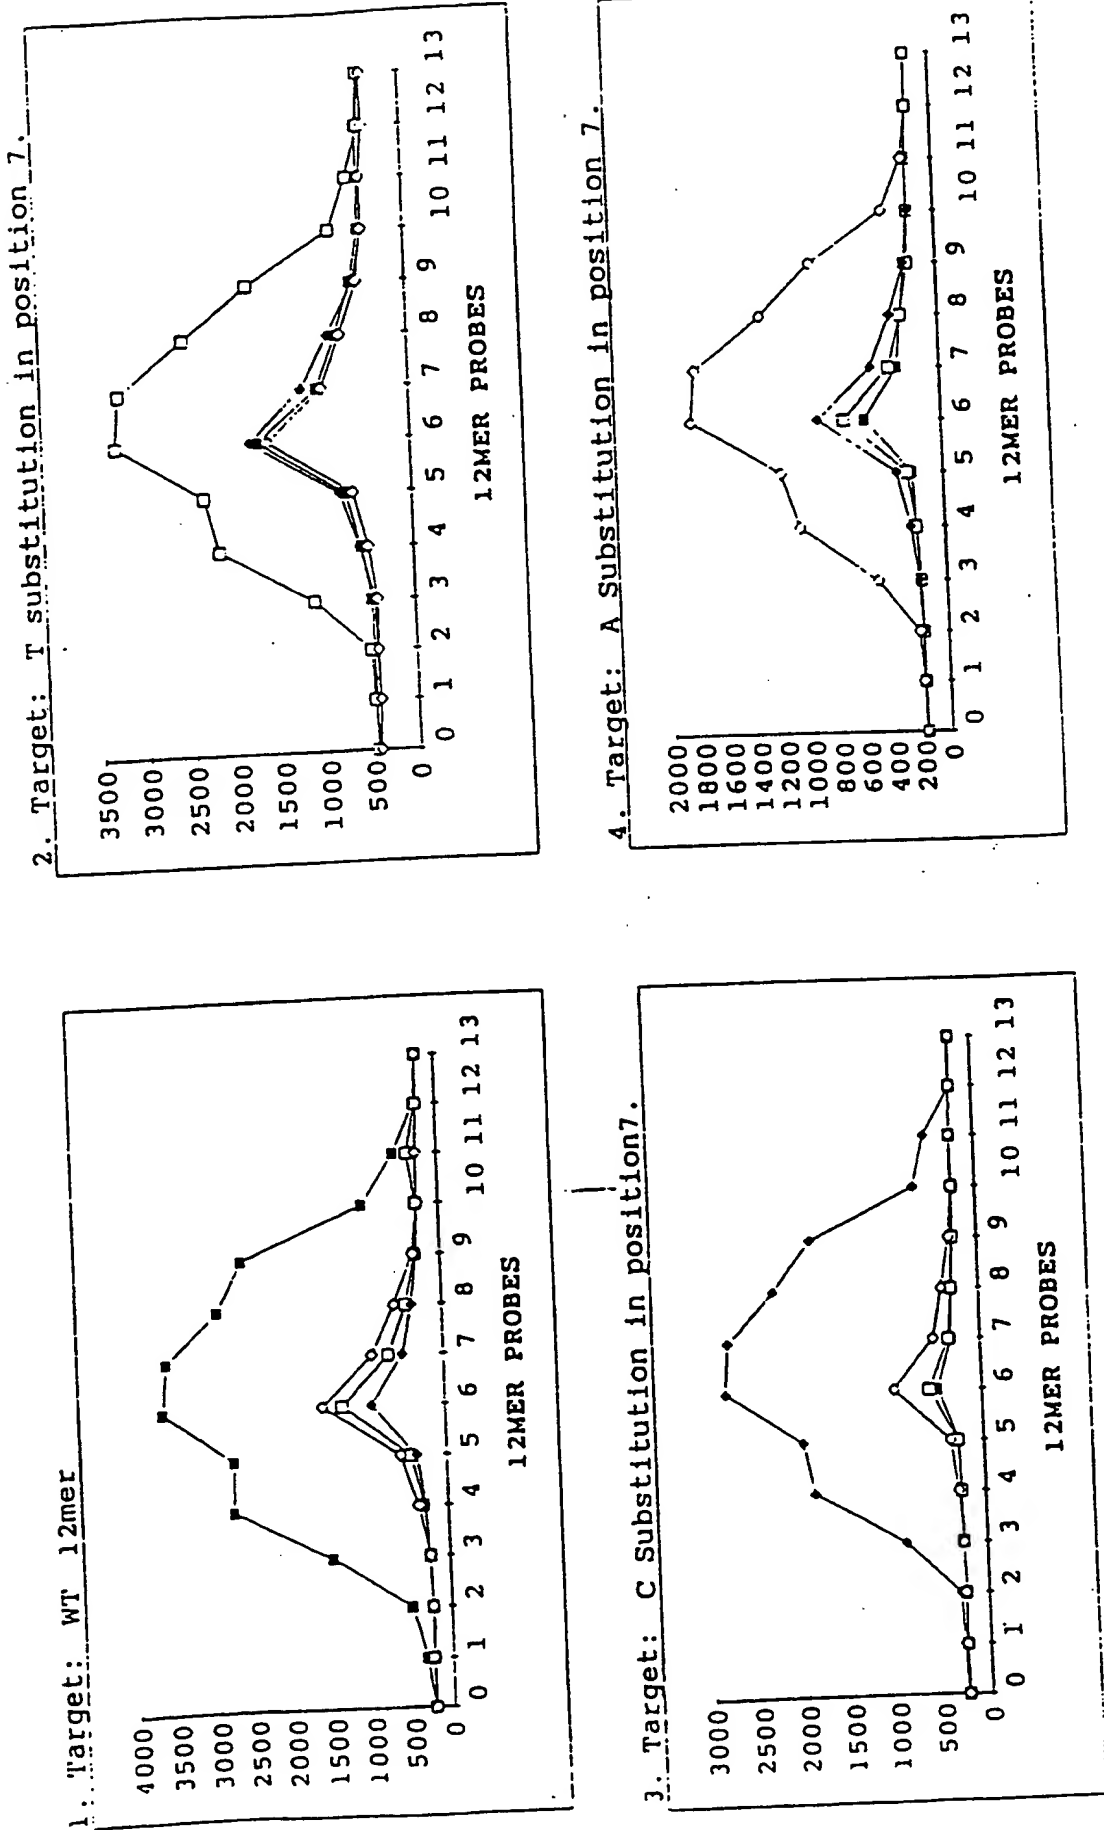 1. Target: WT 12mer
4000
3500
3000
2500
2000
1500
1000
500
0
0 1 2 3 4 5 6 7 8 9 10 11 12 13
12MER PROBES
2. Target: T substitution in position 7.
3500
3000
2500
2000
1500
1000
500
0
0 1 2 3 4 5 6 7 8 9 10 11 12 13
12MER PROBES
3. Target: C Substitution in position7.
3000
2500
2000
1500
1000
500
0
0 1 2 3 4 5 6 7 8 9 10 11 12 13
12MER PROBES
4. Target: A Substitution in position 7.
2000
1800
1600
1400
1200
1000
800
600
400
200
0
0 1 2 3 4 5 6 7 8 9 10 11 12 13
12MER PROBES